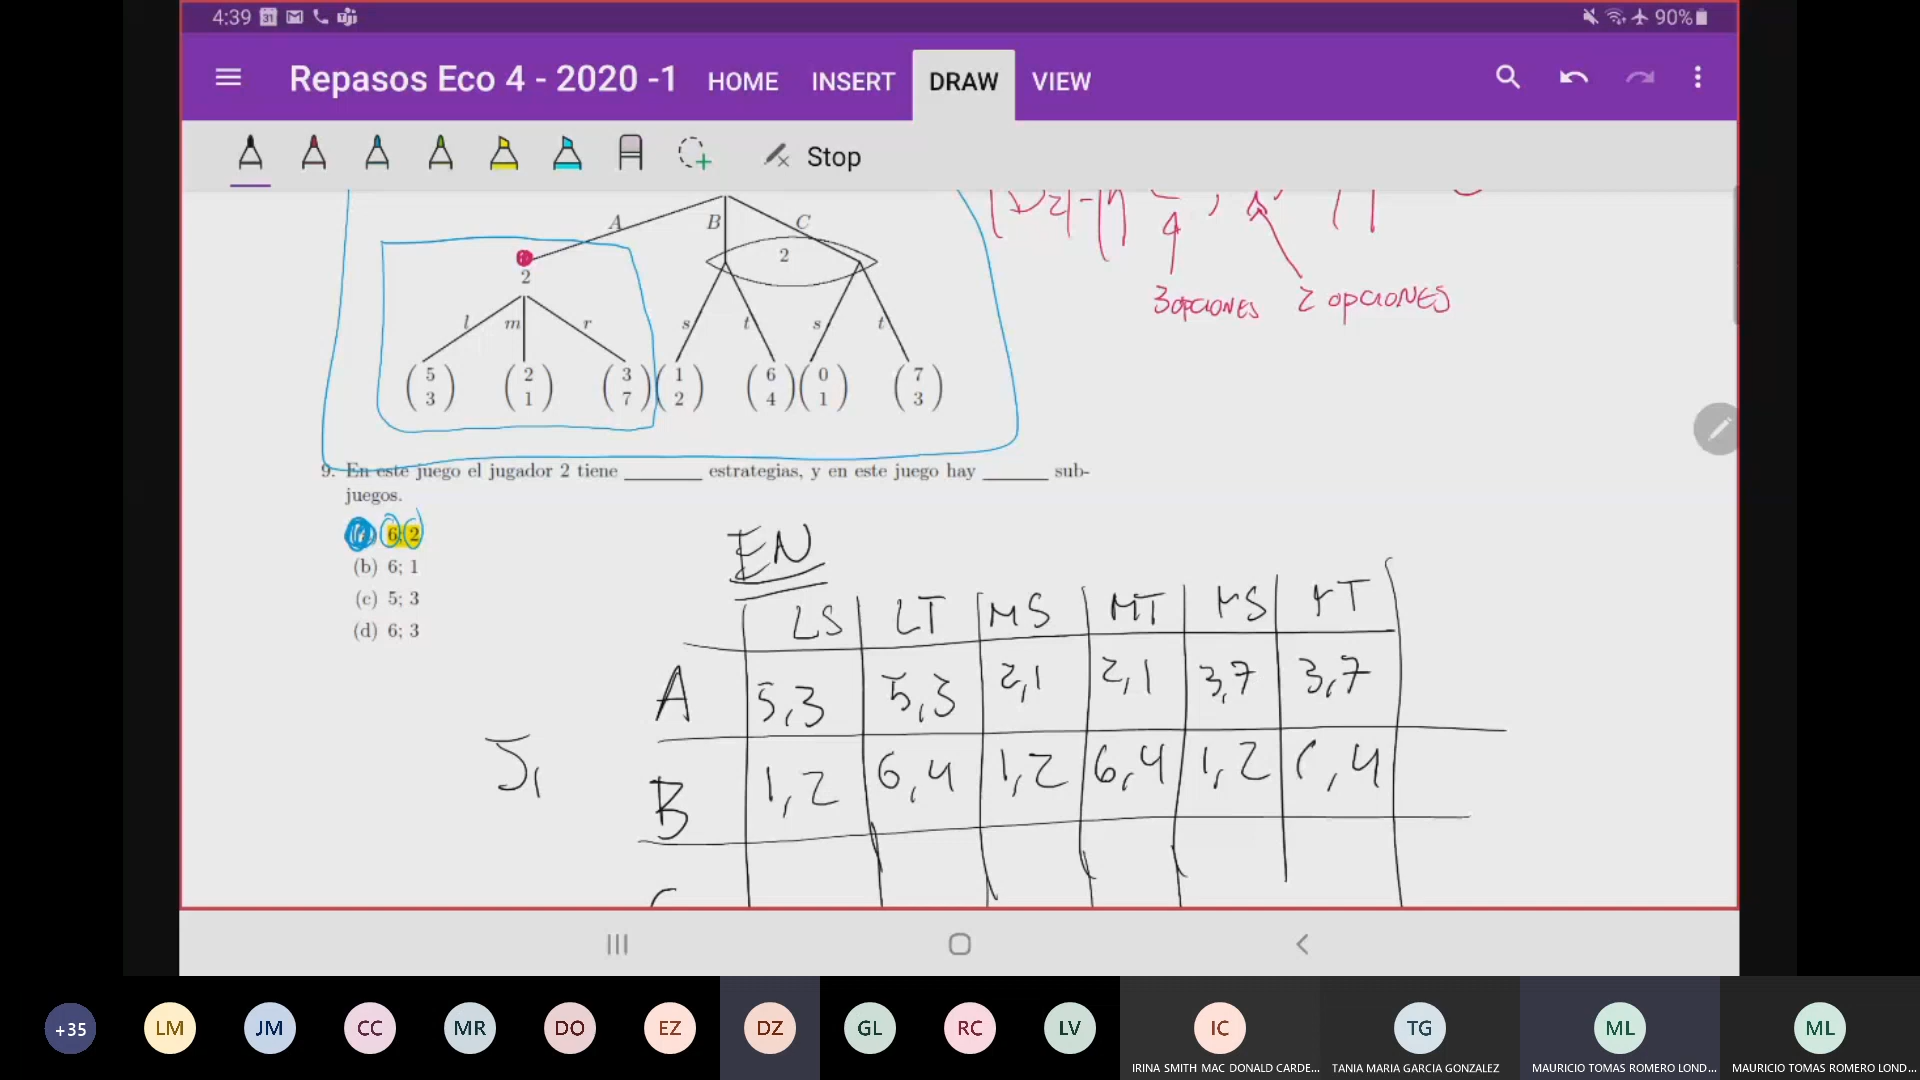 4:39 31 90%
Repasos Eco 4 - 2020 -1 HOME INSERT DRAW VIEW
Stop
A B C
2
2
l m r s t s t
5 2 3 1 6 0 7
3 1 7 2 4 1 3
3 OPCIONES 2 OPCIONES
9. En este juego el jugador 2 tiene ________ estrategias, y en este juego hay _______ sub-
juegos.
6; 2
(b) 6; 1
(c) 5; 3
(d) 6; 3
EN
LS LT MS MT rS rT
A 5,3 5,3 2,1 2,1 3,7 3,7
J1
B 1,2 6,4 1,2 6,4 1,2 6,4
+35 LM JM CC MR DO EZ DZ GL RC LV IC TG ML ML
IRINA SMITH MAC DONALD CARDE... TANIA MARIA GARCIA GONZALEZ MAURICIO TOMAS ROMERO LOND... MAURICIO TOMAS ROMERO LOND...